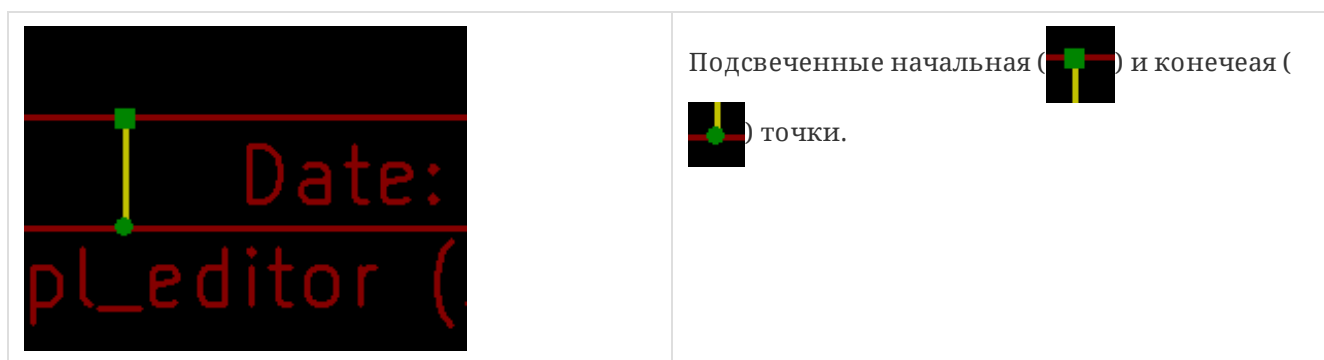 Date:
pl_editor (
Подсвеченные начальная ( ) и конечеая (
) точки.